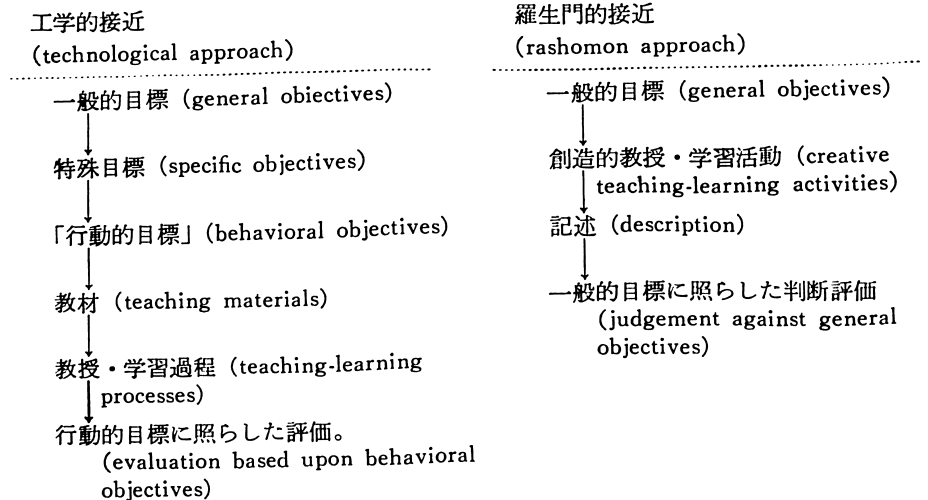 工学的接近
(technological approach)
一般的目標 (general obiectives)
特殊目標 (specific objectives)
「行動的目標」(behavioral objectives)
教材 (teaching materials)
教授・学習過程 (teaching-learning
processes)
行動的目標に照らした評価。
(evaluation based upon behavioral
objectives)
羅生門的接近
(rashomon approach)
一般的目標 (general objectives)
創造的教授・学習活動 (creative
teaching-learning activities)
記述 (description)
一般的目標に照らした判断評価
(judgement against general
objectives)